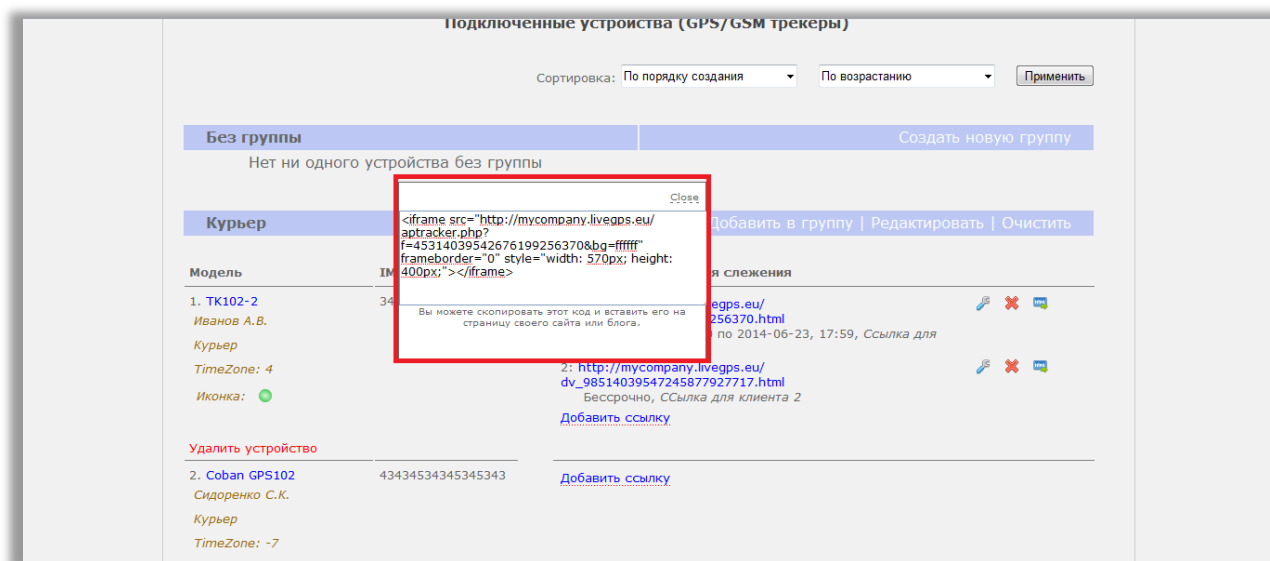 Подключенные устройства (GPS/GSM трекеры)
Сортировка: По порядку создания По возрастанию Применить
Без группы Создать новую группу
Нет ни одного устройства без группы
Close
<iframe src="http://mycompany.livegps.eu/
aptracker.php?
f=45314039542676199256370&bg=ffffff"
frameborder="0" style="width: 570px; height:
400px;"></iframe>
Вы можете скопировать этот код и вставить его на
страницу своего сайта или блога.
Курьер Добавить в группу | Редактировать | Очистить
Модель IM я слежения
1. TK102-2 34 egps.eu/
Иванов А.В. 256370.html
по 2014-06-23, 17:59, Ссылка для
Курьер
TimeZone: 4 2: http://mycompany.livegps.eu/
dv_98514039547245877927717.html
Иконка: Бессрочно, ССылка для клиента 2
Добавить ссылку
Удалить устройство
2. Coban GPS102 43434534345345343 Добавить ссылку
Сидоренко С.К.
Курьер
TimeZone: -7